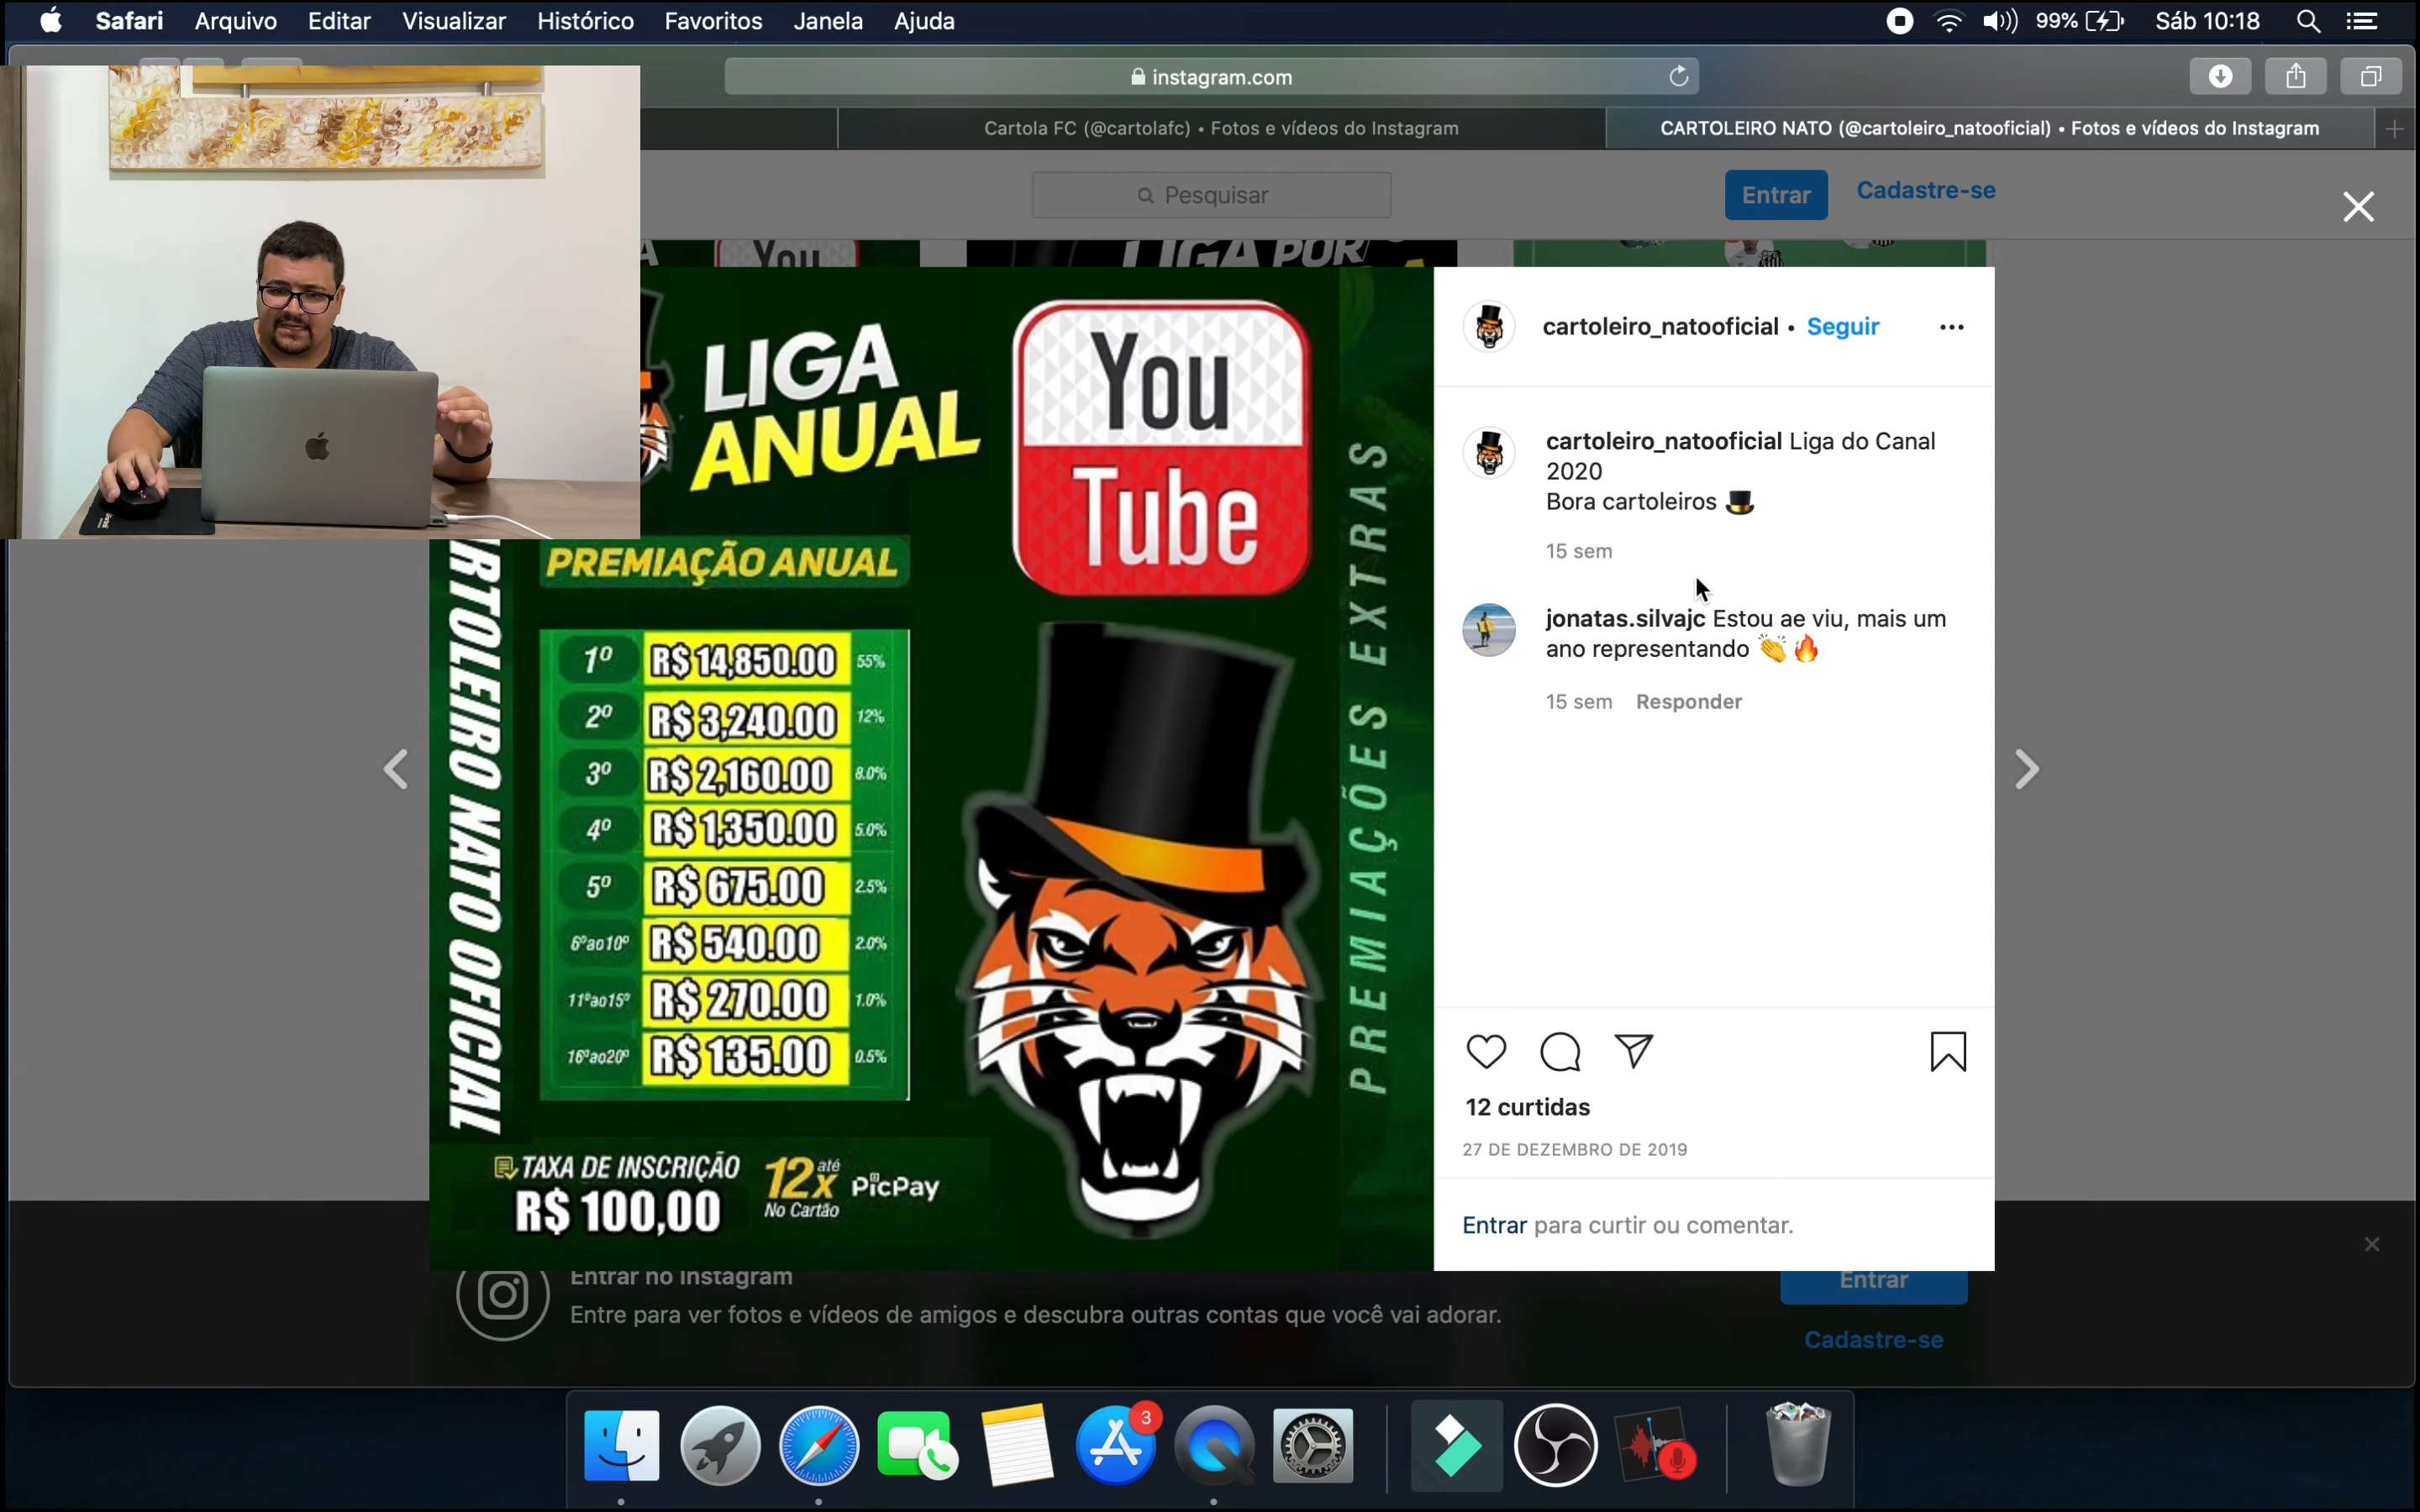 Safari Arquivo Editar Visualizar Histórico Favoritos Janela Ajuda
99% Sáb 10:18
instagram.com
Cartola FC (@cartolafc) • Fotos e vídeos do Instagram
CARTOLEIRO NATO (@cartoleiro_natooficial) • Fotos e vídeos do Instagram
Pesquisar
Entrar
Cadastre-se
You
LIGA POR
LIGA
ANUAL
You
Tube
PREMIAÇÃO ANUAL
1º R$ 14,850.00 55%
2º R$ 3,240.00 12%
3º R$ 2,160.00 8.0%
4º R$ 1,350.00 5.0%
5º R$ 675.00 2.5%
6º ao 10º R$ 540.00 2.0%
11º ao 15º R$ 270.00 1.0%
16º ao 20º R$ 135.00 0.5%
RTOLEIRO NATO OFICIAL
PREMIAÇÕES EXTRAS
TAXA DE INSCRIÇÃO
R$ 100,00
12x até
No Cartão
PicPay
cartoleiro_natooficial • Seguir
cartoleiro_natooficial Liga do Canal
2020
Bora cartoleiros 🎩
15 sem
jonatas.silvajc Estou ae viu, mais um
ano representando 👏🔥
15 sem Responder
12 curtidas
27 DE DEZEMBRO DE 2019
Entrar para curtir ou comentar.
Entrar no Instagram
Entre para ver fotos e vídeos de amigos e descubra outras contas que você vai adorar.
Entrar
Cadastre-se
3